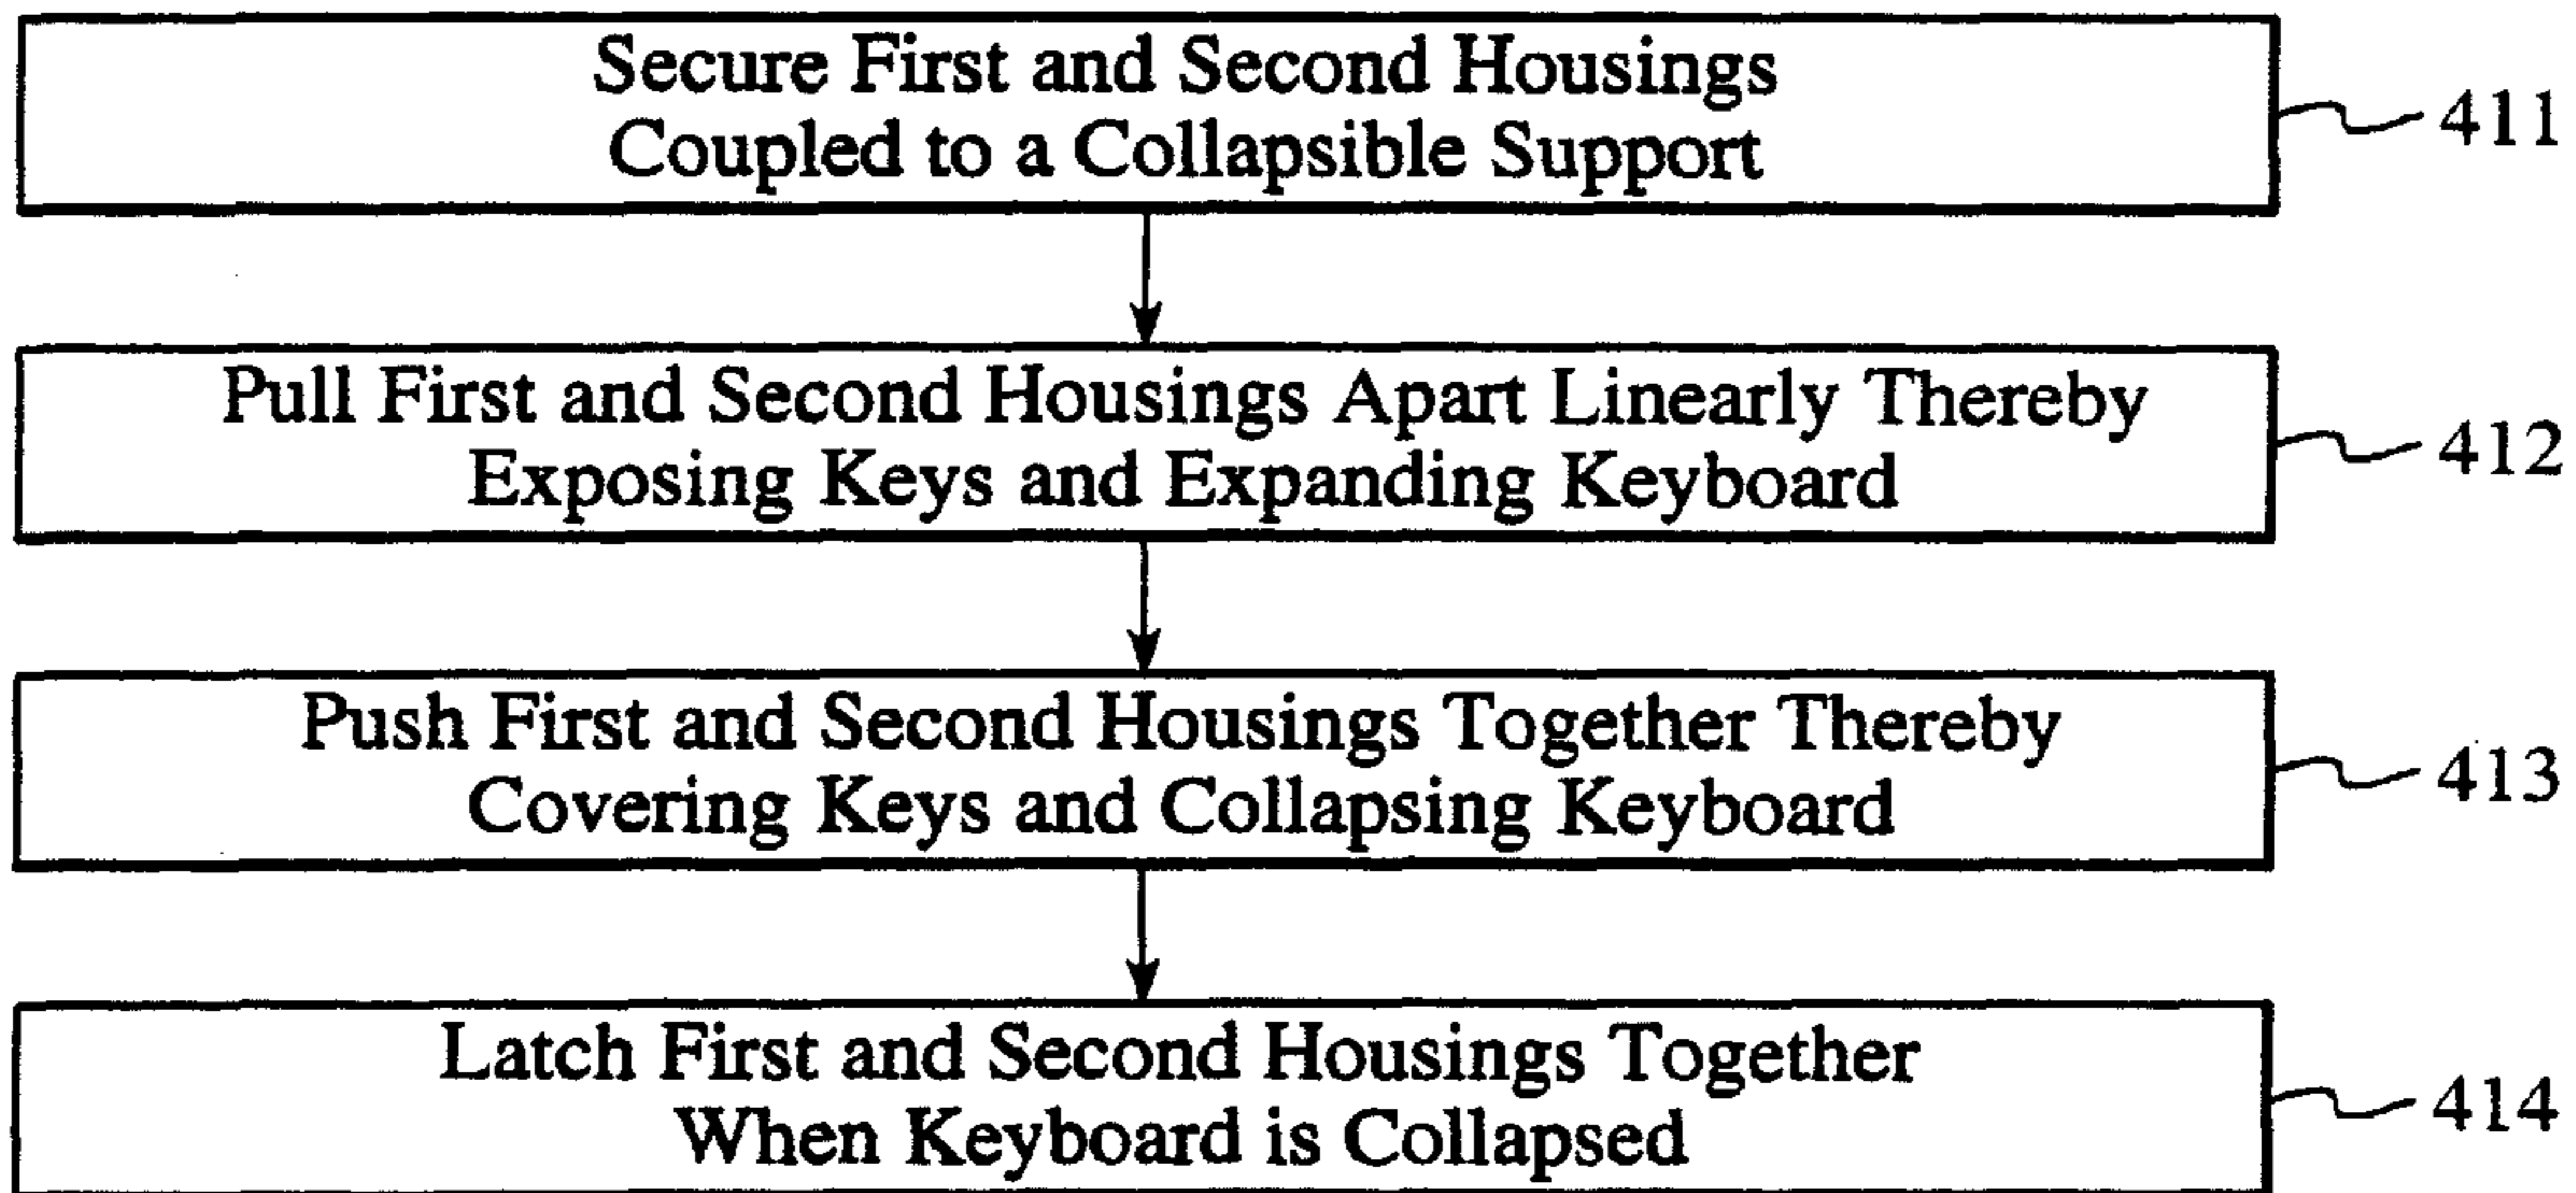 Secure First and Second Housings
Coupled to a Collapsible Support
411
Pull First and Second Housings Apart Linearly Thereby
Exposing Keys and Expanding Keyboard
412
Push First and Second Housings Together Thereby
Covering Keys and Collapsing Keyboard
413
Latch First and Second Housings Together
When Keyboard is Collapsed
414